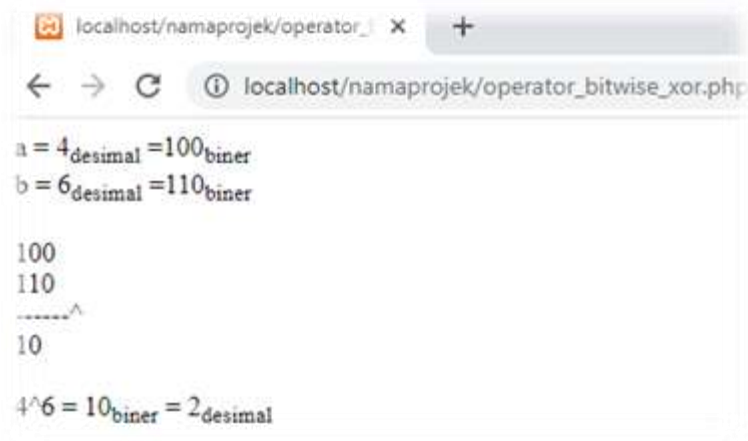 localhost/namaprojek/operator_
localhost/namaprojek/operator_bitwise_xor.php
a = 4desimal =100biner
b = 6desimal =110biner
100
110
------^
10
4^6 = 10biner = 2desimal